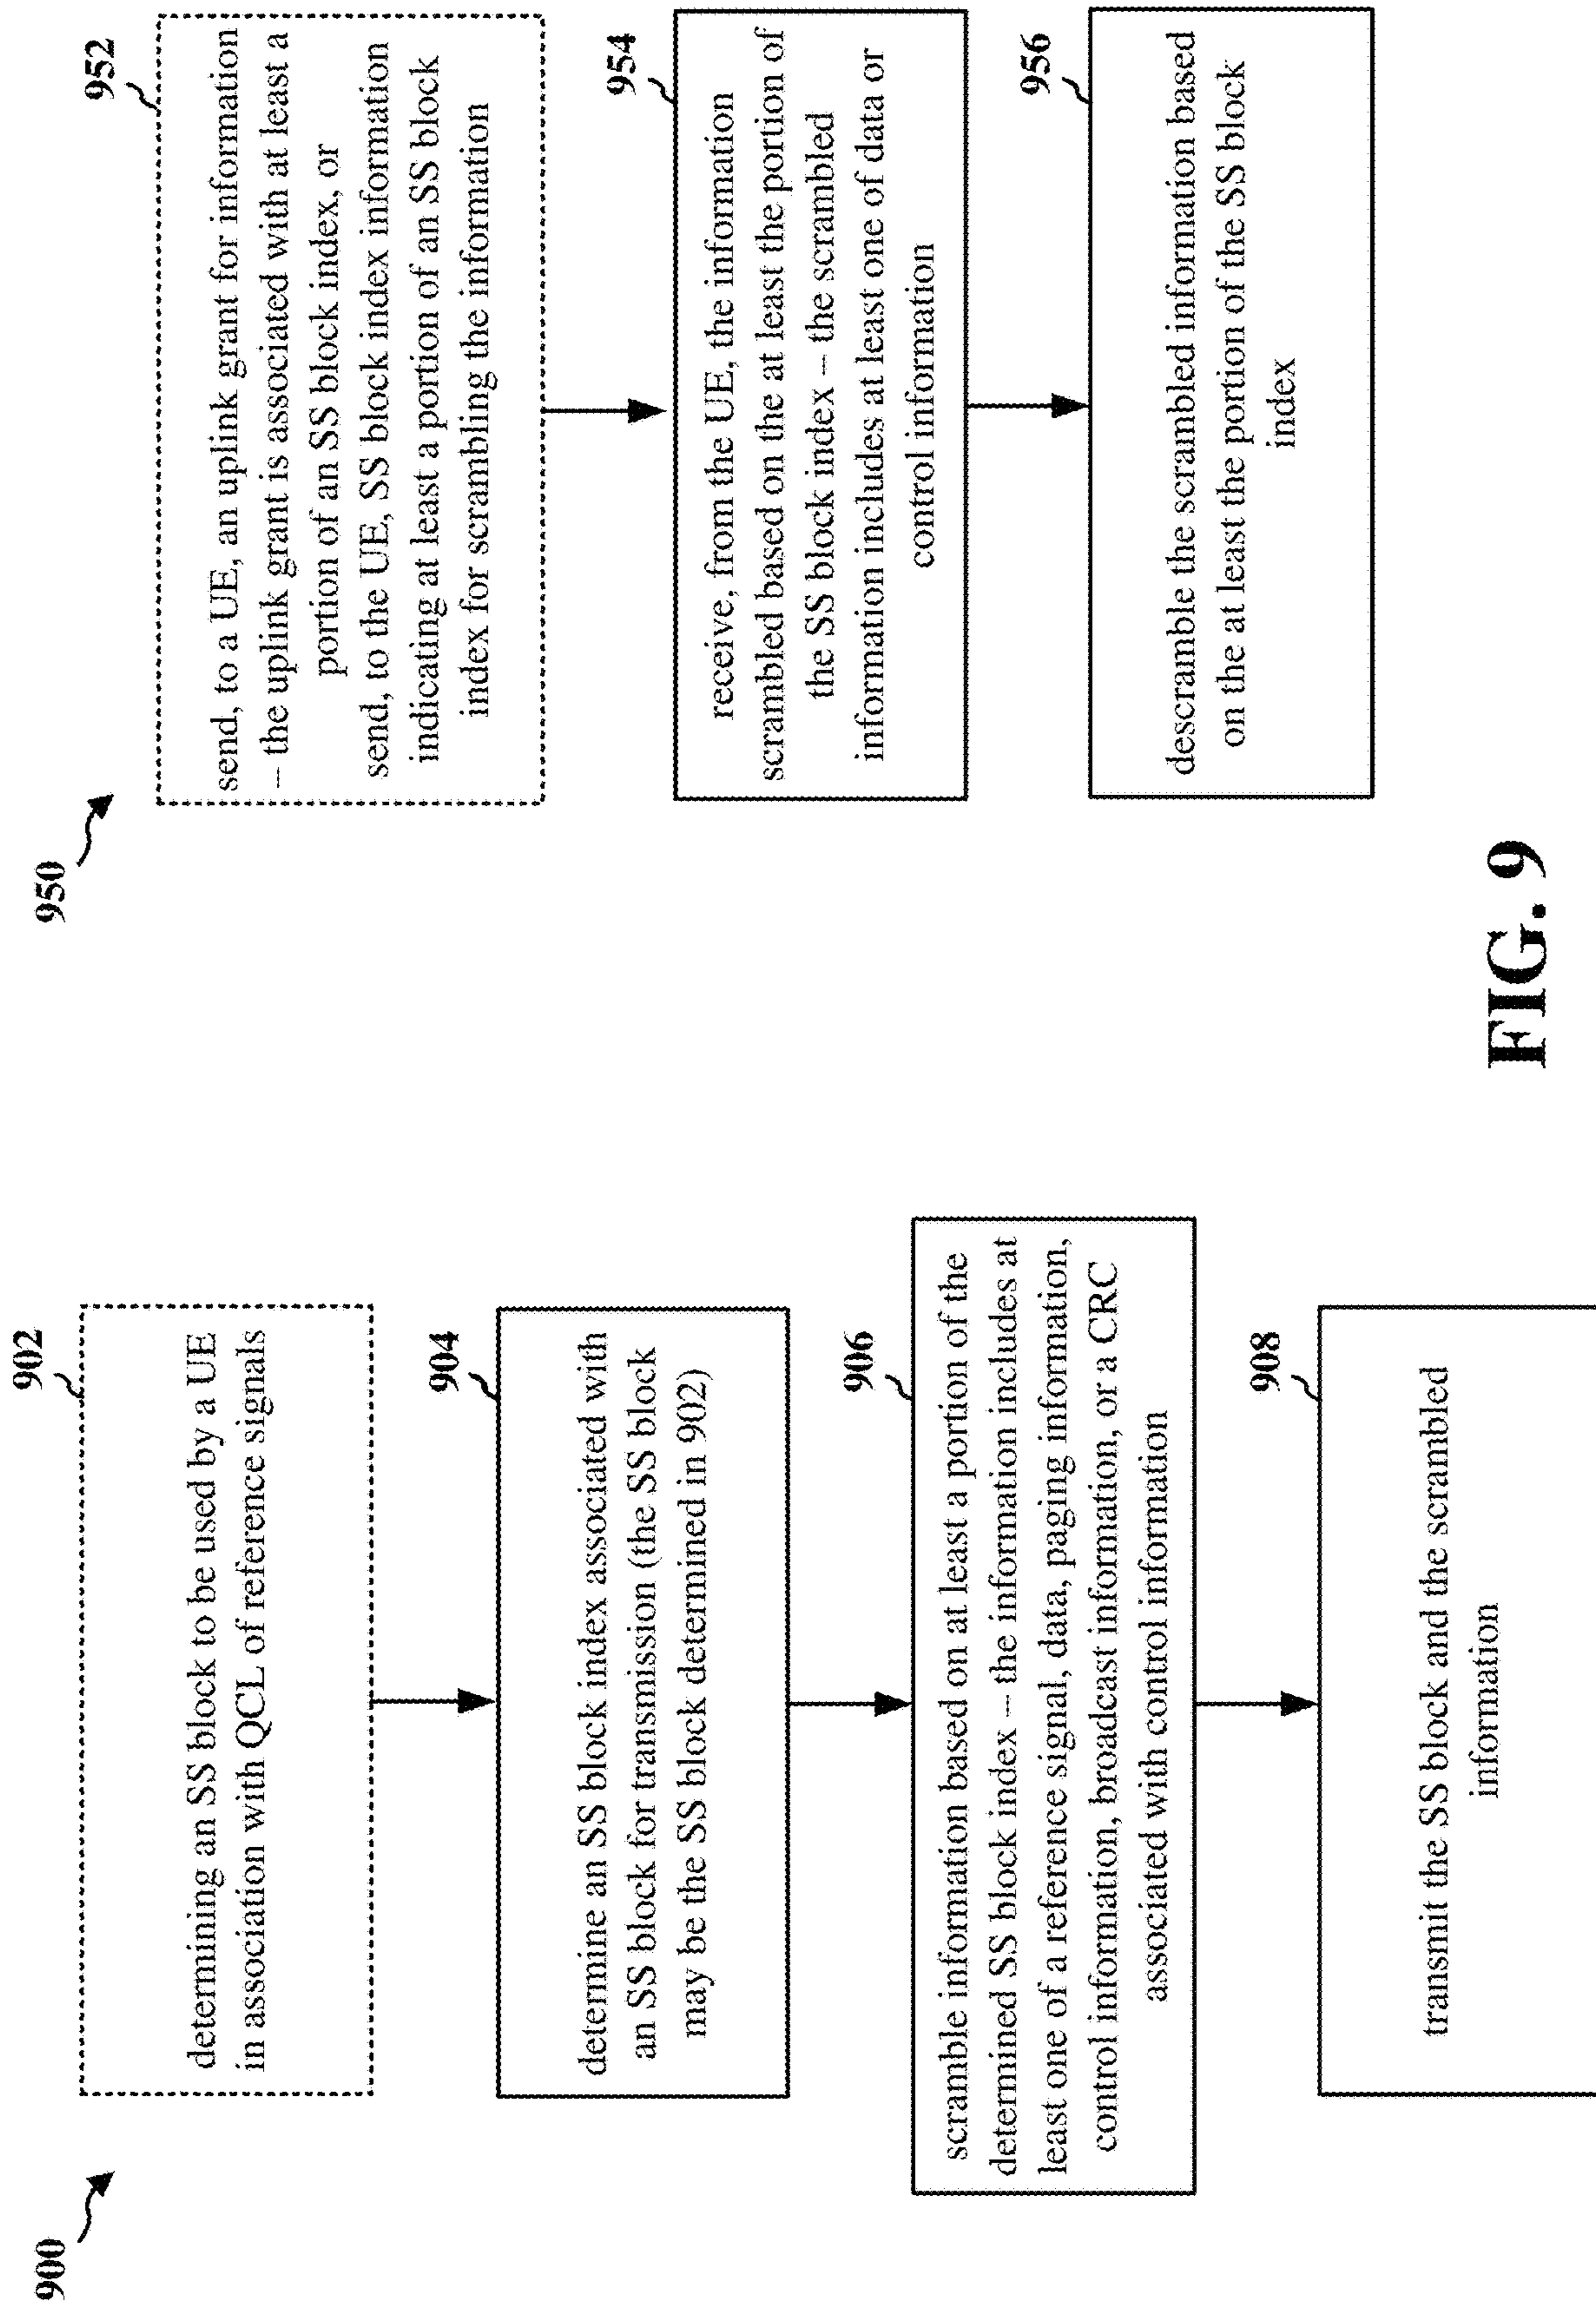 900
902
determining an SS block to be used by a UE
in association with QCL of reference signals
904
determine an SS block index associated with
an SS block for transmission (the SS block
may be the SS block determined in 902)
906
scramble information based on at least a portion of the
determined SS block index – the information includes at
least one of a reference signal, data, paging information,
control information, broadcast information, or a CRC
associated with control information
908
transmit the SS block and the scrambled
information
950
952
send, to a UE, an uplink grant for information
– the uplink grant is associated with at least a
portion of an SS block index, or
send, to the UE, SS block index information
indicating at least a portion of an SS block
index for scrambling the information
954
receive, from the UE, the information
scrambled based on the at least the portion of
the SS block index – the scrambled
information includes at least one of data or
control information
956
descramble the scrambled information based
on the at least the portion of the SS block
index
FIG. 9